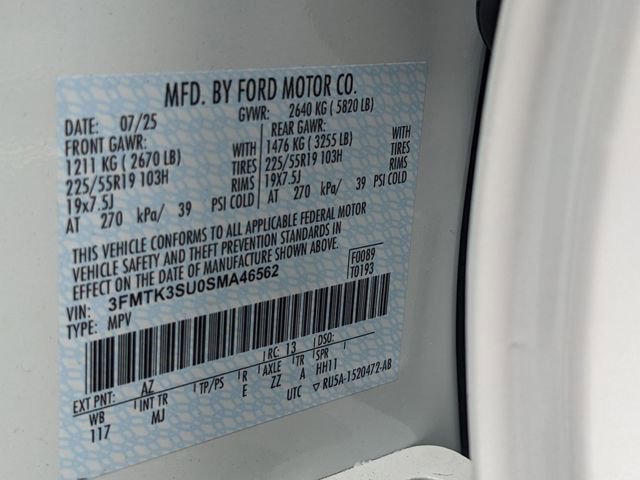 MFD. BY FORD MOTOR CO.
DATE: 07/25 GVWR: 2640 KG ( 5820 LB)
FRONT GAWR: REAR GAWR:
1211 KG ( 2670 LB) WITH 1476 KG ( 3255 LB) WITH
225/55R19 103H TIRES 225/55R19 103H TIRES
19x7.5J RIMS 19x7.5J RIMS
AT 270 kPa/ 39 PSI COLD AT 270 kPa/ 39 PSI COLD
THIS VEHICLE CONFORMS TO ALL APPLICABLE FEDERAL MOTOR
VEHICLE SAFETY AND THEFT PREVENTION STANDARDS IN
EFFECT ON THE DATE OF MANUFACTURE SHOWN ABOVE.
VIN: 3FMTK3SU0SMA46562 F0089
TYPE: MPV T0193
EXT PNT: AZ RC: 13 DSO:
WB INT TR TP/PS R AXLE TR SPR
117 MJ E ZZ A HH11
UTC ▽ RU5A-1520472-AB